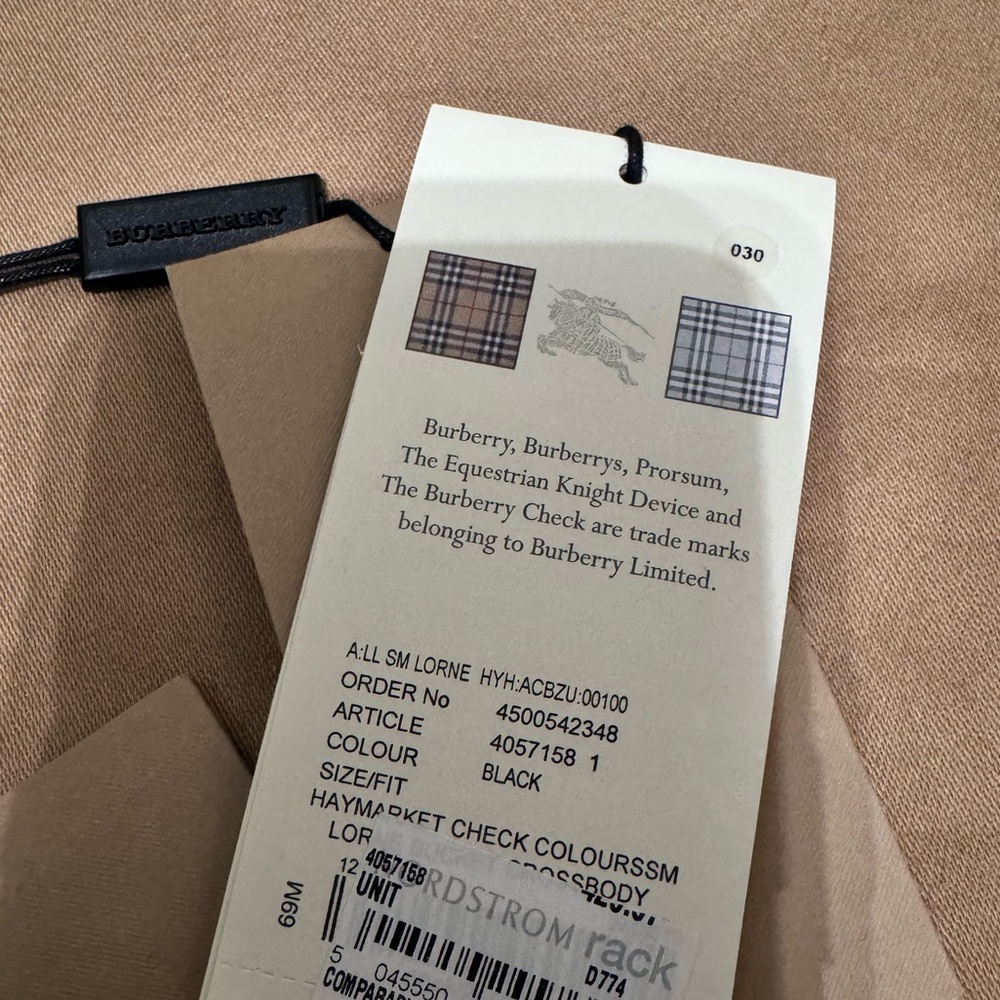 BURBERRY
030
Burberry, Burberrys, Prorsum,
The Equestrian Knight Device and
The Burberry Check are trade marks
belonging to Burberry Limited.
A:LL SM LORNE HYH:ACBZU:00100
ORDER No 4500542348
ARTICLE 4057158 1
COLOUR BLACK
SIZE/FIT
HAYMARKET CHECK COLOURSSM
CROSSBODY
12
4057158
UNIT
69M
NORDSTROM rack
D774
5 045550